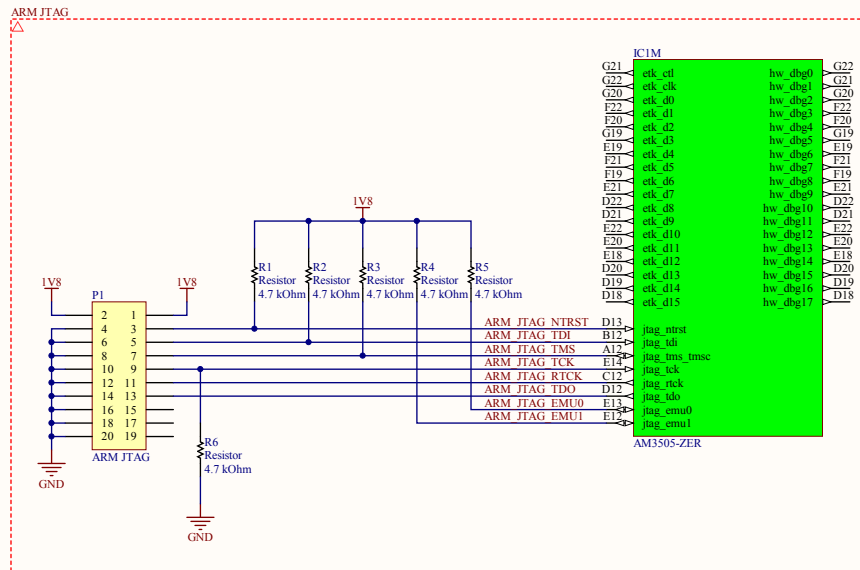 ARM JTAG
IC1M
G21 etk_ctl hw_dbg0 G22
G22 etk_clk hw_dbg1 G21
G20 etk_d0 hw_dbg2 G20
F22 etk_d1 hw_dbg3 F22
F20 etk_d2 hw_dbg4 F20
G19 etk_d3 hw_dbg5 G19
E19 etk_d4 hw_dbg6 E19
F21 etk_d5 hw_dbg7 F21
F19 etk_d6 hw_dbg8 F19
E21 etk_d7 hw_dbg9 E21
D22 etk_d8 hw_dbg10 D22
D21 etk_d9 hw_dbg11 D21
E22 etk_d10 hw_dbg12 E22
E20 etk_d11 hw_dbg13 E20
E18 etk_d12 hw_dbg14 E18
D20 etk_d13 hw_dbg15 D20
D19 etk_d14 hw_dbg16 D19
D18 etk_d15 hw_dbg17 D18
1V8
R1 Resistor 4.7 kOhm
R2 Resistor 4.7 kOhm
R3 Resistor 4.7 kOhm
R4 Resistor 4.7 kOhm
R5 Resistor 4.7 kOhm
1V8 1V8
P1
2 1
4 3
6 5
8 7
10 9
12 11
14 13
16 15
18 17
20 19
ARM JTAG
GND
ARM_JTAG_NTRST D13 jtag_ntrst
ARM_JTAG_TDI B12 jtag_tdi
ARM_JTAG_TMS A12 jtag_tms_tmsc
ARM_JTAG_TCK E14 jtag_tck
ARM_JTAG_RTCK C12 jtag_rtck
ARM_JTAG_TDO D12 jtag_tdo
ARM_JTAG_EMU0 E13 jtag_emu0
ARM_JTAG_EMU1 E12 jtag_emu1
AM3505-ZER
R6
Resistor
4.7 kOhm
GND